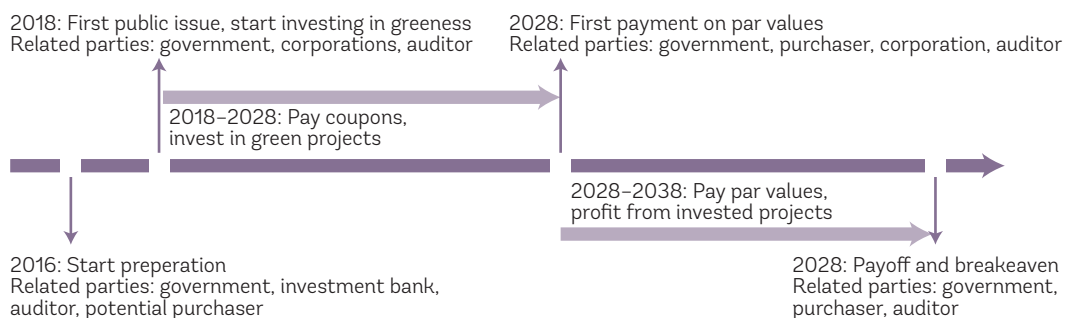 2018: First public issue, start investing in greeness
Related parties: government, corporations, auditor
2028: First payment on par values
Related parties: government, purchaser, corporation, auditor
2018–2028: Pay coupons,
invest in green projects
2028–2038: Pay par values,
profit from invested projects
2016: Start preperation
Related parties: government, investment bank,
auditor, potential purchaser
2028: Payoff and breakeaven
Related parties: government,
purchaser, auditor